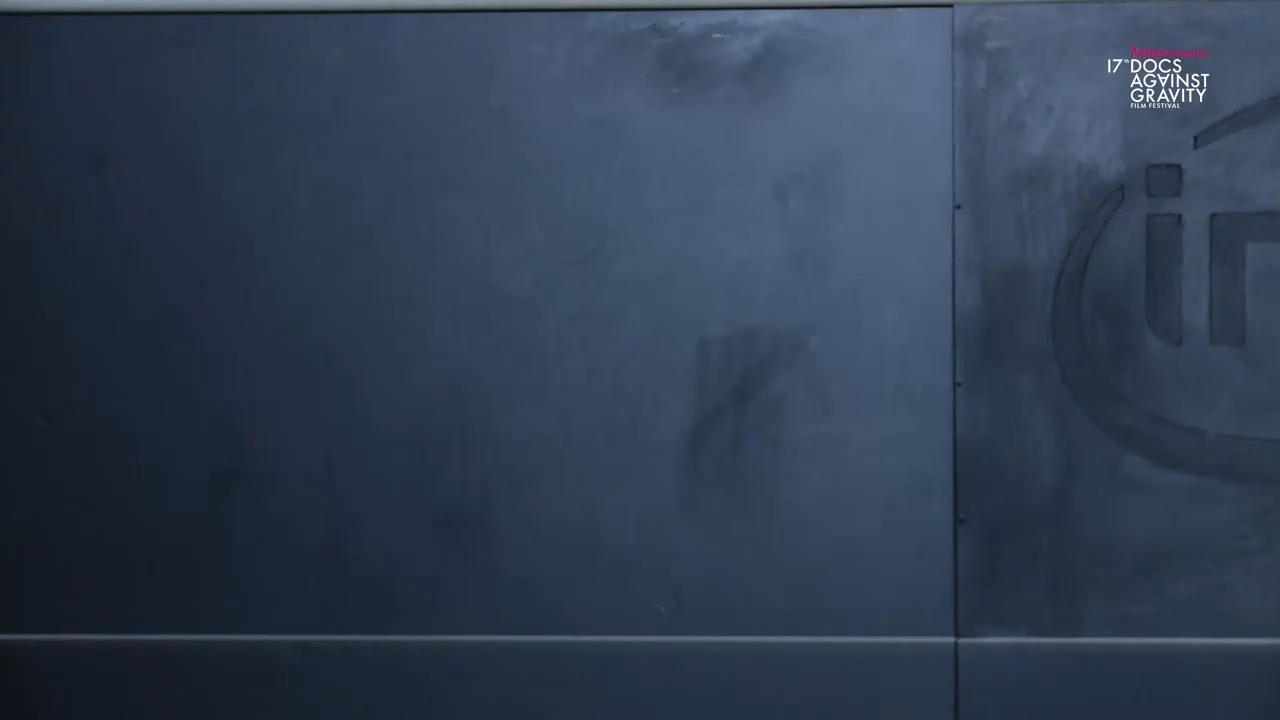 Millennium
17th DOCS
AGAINST
GRAVITY
FILM FESTIVAL
in